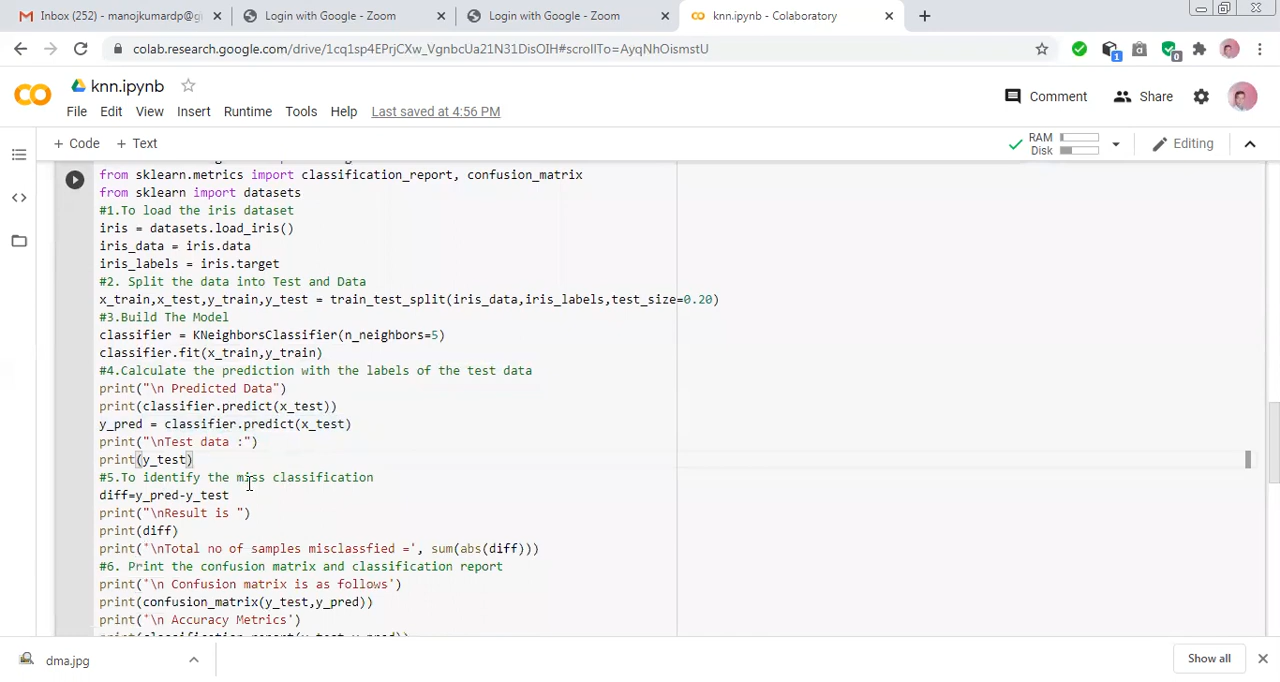 Inbox (252) - manojkumardp@gi
Login with Google - Zoom
Login with Google - Zoom
knn.ipynb - Colaboratory
colab.research.google.com/drive/1cq1sp4EPrjCXw_VgnbcUa21N31DisOIH#scrollTo=AyqNhOismstU
1
0
knn.ipynb
Comment
Share
File Edit View Insert Runtime Tools Help Last saved at 4:56 PM
+ Code + Text
RAM
Disk
Editing
from sklearn.metrics import classification_report, confusion_matrix
from sklearn import datasets
#1.To load the iris dataset
iris = datasets.load_iris()
iris_data = iris.data
iris_labels = iris.target
#2. Split the data into Test and Data
x_train,x_test,y_train,y_test = train_test_split(iris_data,iris_labels,test_size=0.20)
#3.Build The Model
classifier = KNeighborsClassifier(n_neighbors=5)
classifier.fit(x_train,y_train)
#4.Calculate the prediction with the labels of the test data
print("\n Predicted Data")
print(classifier.predict(x_test))
y_pred = classifier.predict(x_test)
print("\nTest data :")
print(y_test)
#5.To identify the miss classification
diff=y_pred-y_test
print("\nResult is ")
print(diff)
print('\nTotal no of samples misclassfied =', sum(abs(diff)))
#6. Print the confusion matrix and classification report
print('\n Confusion matrix is as follows')
print(confusion_matrix(y_test,y_pred))
print('\n Accuracy Metrics')
dma.jpg
Show all